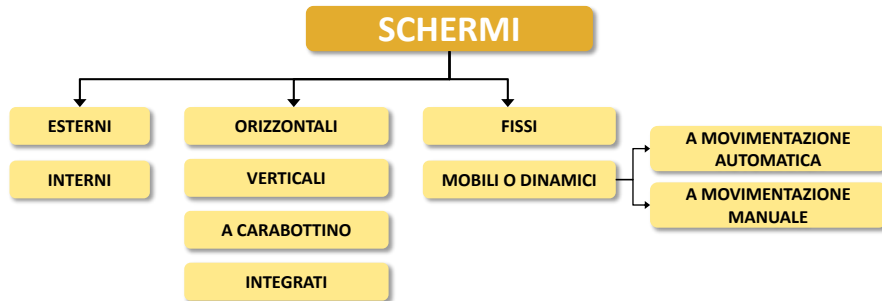 SCHERMI
ESTERNI
INTERNI
ORIZZONTALI
VERTICALI
A CARABOTTINO
INTEGRATI
FISSI
MOBILI O DINAMICI
A MOVIMENTAZIONE
AUTOMATICA
A MOVIMENTAZIONE
MANUALE